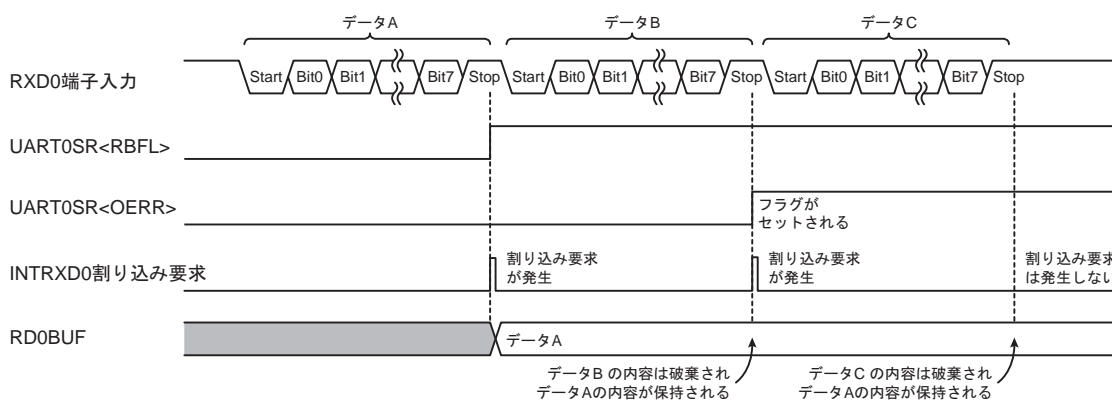 データA
データB
データC
RXD0端子入力
Start Bit0 Bit1 Bit7 Stop Start Bit0 Bit1 Bit7 Stop Start Bit0 Bit1 Bit7 Stop
UART0SR<RBFL>
UART0SR<OERR>
フラグが
セットされる
INTRXD0割り込み要求
割り込み要求
が発生
割り込み要求
が発生
割り込み要求
は発生しない
RD0BUF
データA
データB の内容は破棄され
データAの内容が保持される
データC の内容は破棄され
データAの内容が保持される